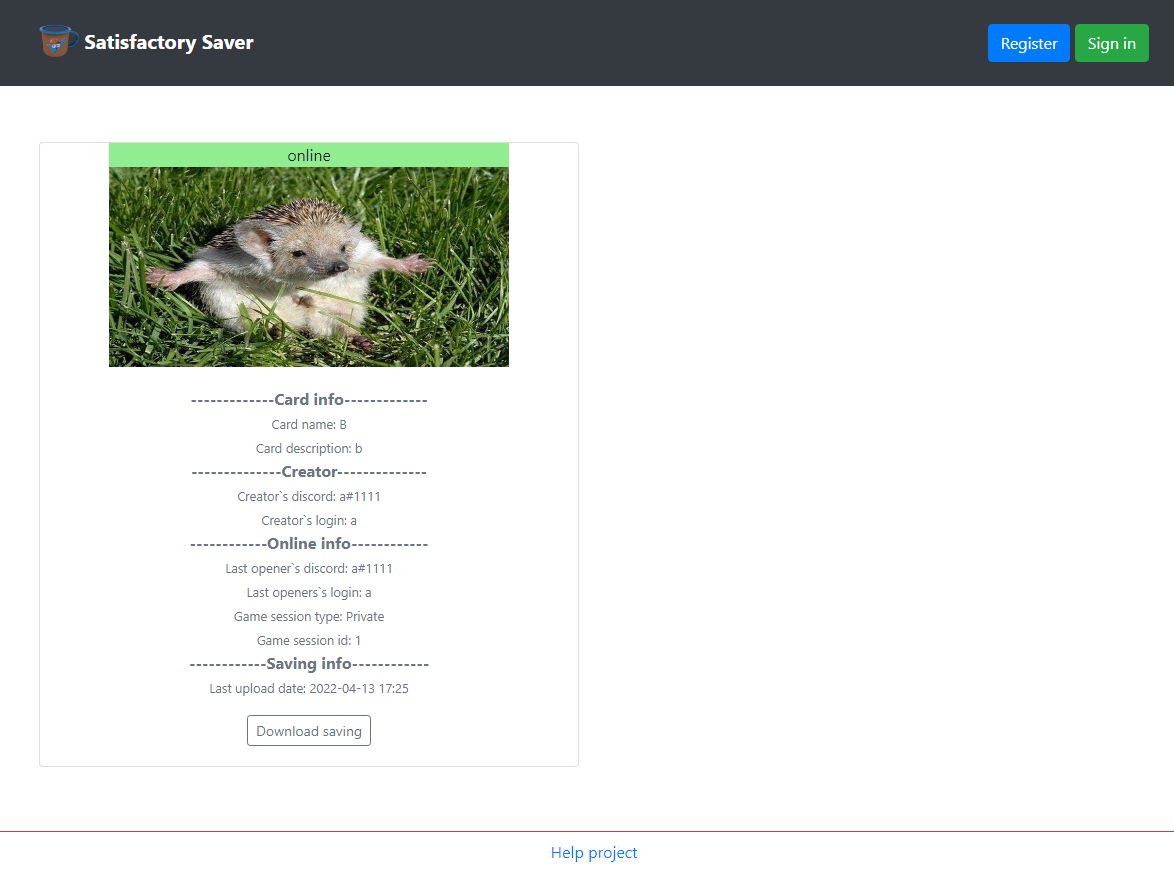 Satisfactory Saver
Register
Sign in
online
-------------Card info-------------
Card name: B
Card description: b
--------------Creator--------------
Creator`s discord: a#1111
Creator`s login: a
------------Online info------------
Last opener`s discord: a#1111
Last openers`s login: a
Game session type: Private
Game session id: 1
------------Saving info------------
Last upload date: 2022-04-13 17:25
Download saving
Help project